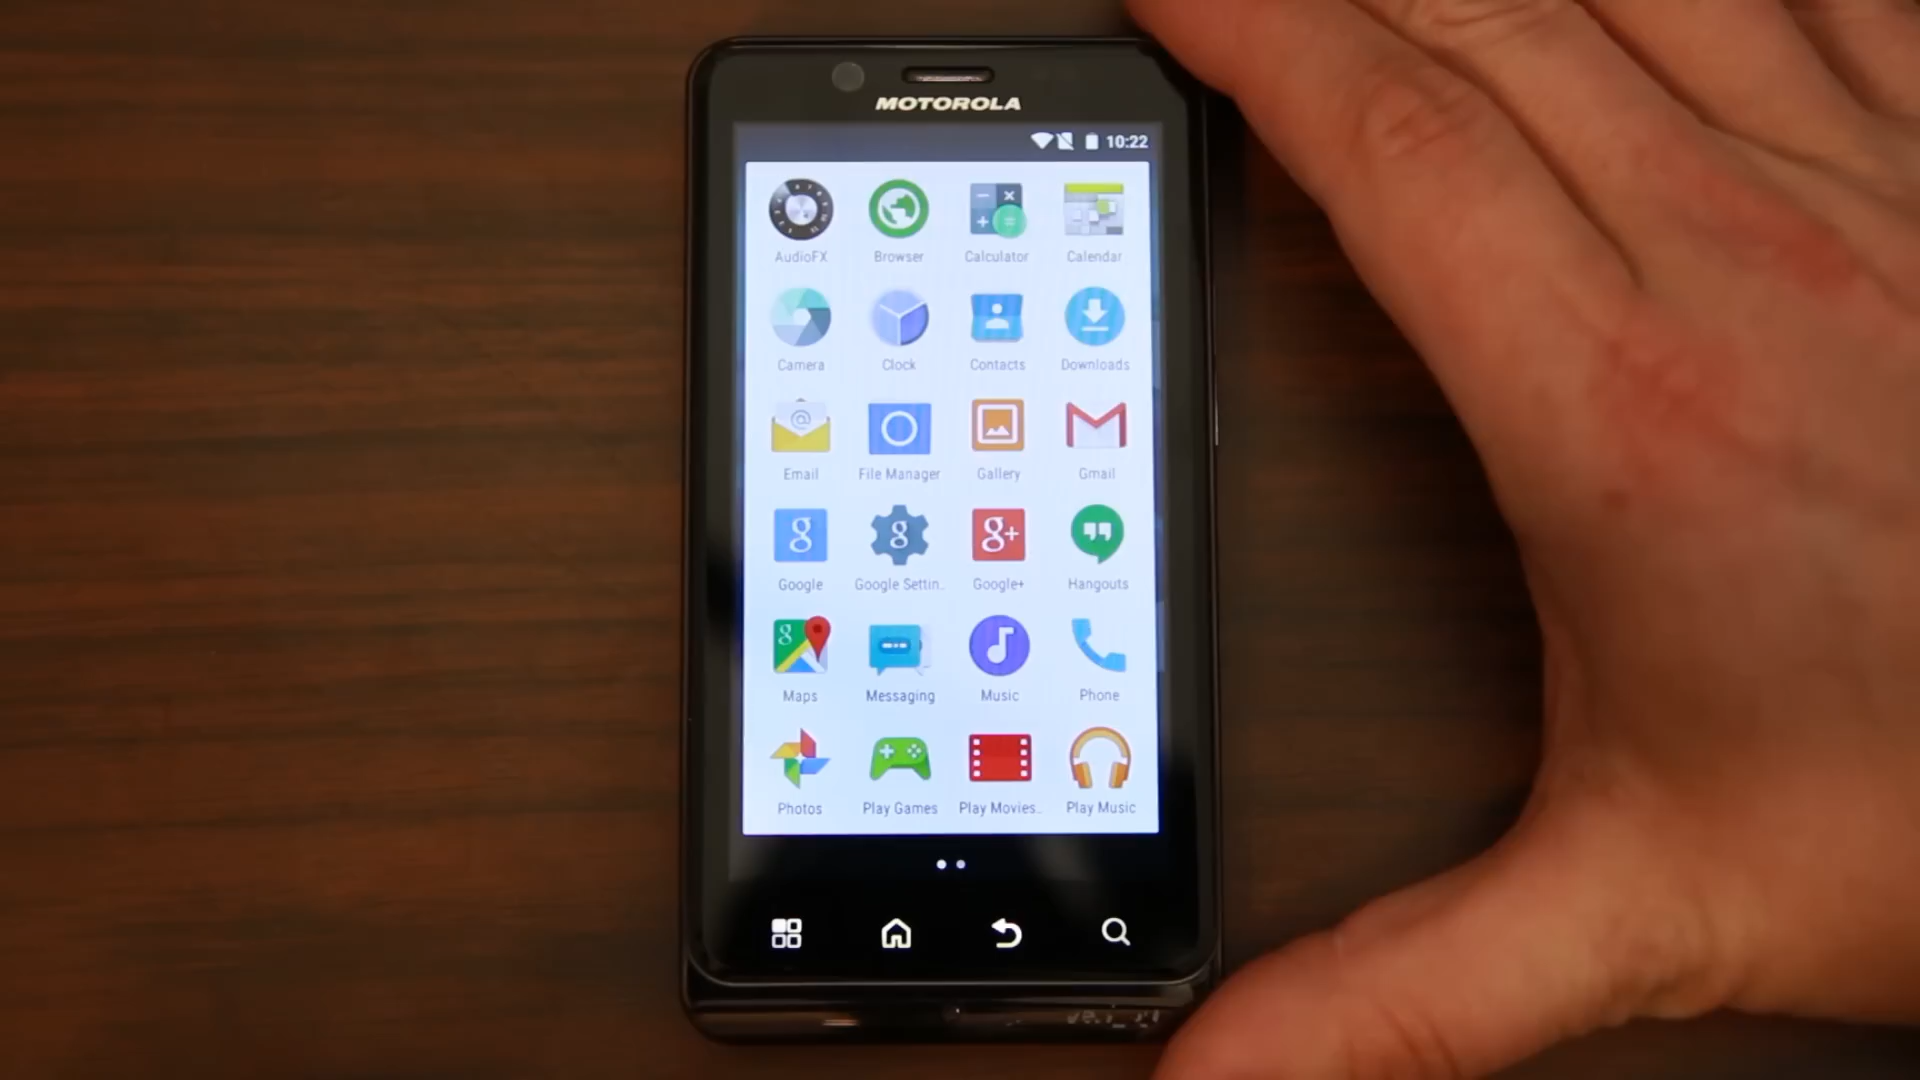 MOTOROLA
10:22
AudioFX Browser Calculator Calendar
Camera Clock Contacts Downloads
Email File Manager Gallery Gmail
Google Google Settin.. Google+ Hangouts
Maps Messaging Music Phone
Photos Play Games Play Movies.. Play Music